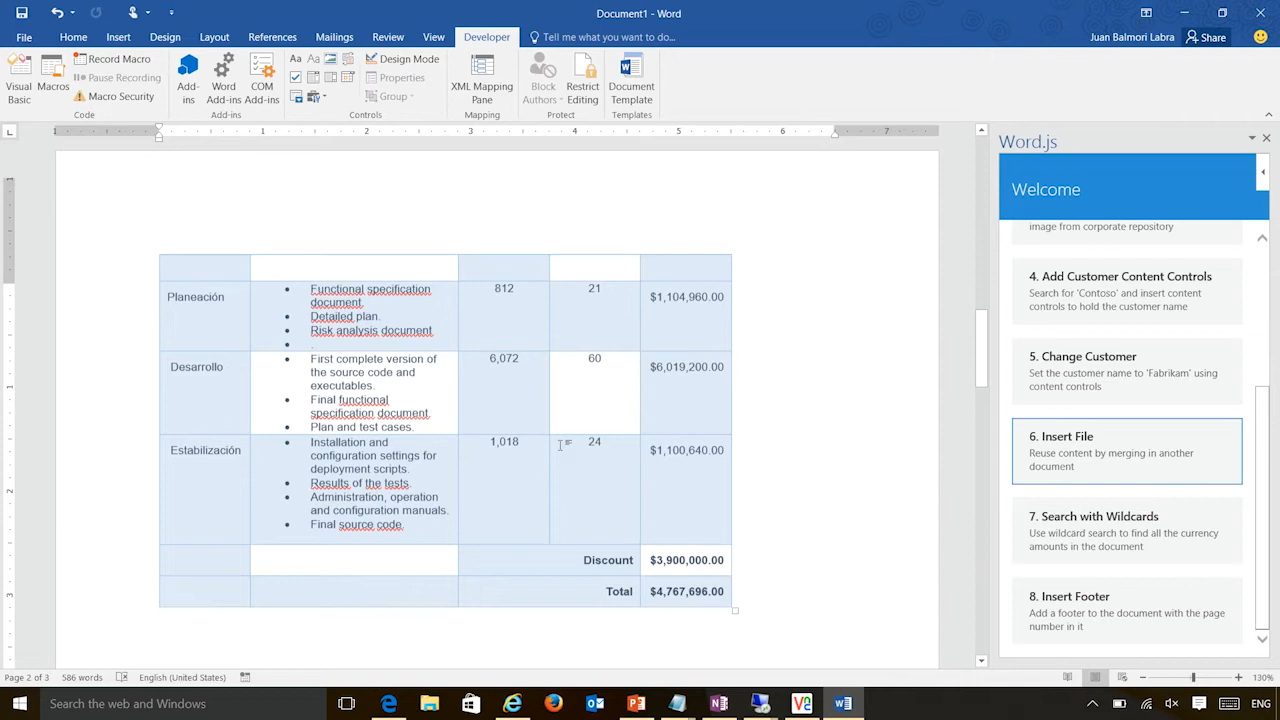 Document1 - Word
File Home Insert Design Layout References Mailings Review View Developer Tell me what you want to do... Juan Balmori Labra Share
Visual Basic
Macros
Record Macro
Pause Recording
Macro Security
Code
Add-ins
Word Add-ins
COM Add-ins
Add-ins
Aa Aa
Design Mode
Properties
Group
Controls
XML Mapping Pane
Mapping
Block Authors
Restrict Editing
Protect
Document Template
Templates
1 1 2 3 4 5 6 7
Planeación
• Functional specification
document.
• Detailed plan.
• Risk analysis document
• .
812 21 $1,104,960.00
Desarrollo
• First complete version of
the source code and
executables.
• Final functional
specification document.
• Plan and test cases.
6,072 60 $6,019,200.00
Estabilización
• Installation and
configuration settings for
deployment scripts.
• Results of the tests.
• Administration, operation
and configuration manuals.
• Final source code.
1,018 24 $1,100,640.00
Discount $3,900,000.00
Total $4,767,696.00
Word.js
Welcome
image from corporate repository
4. Add Customer Content Controls
Search for 'Contoso' and insert content
controls to hold the customer name
5. Change Customer
Set the customer name to 'Fabrikam' using
content controls
6. Insert File
Reuse content by merging in another
document
7. Search with Wildcards
Use wildcard search to find all the currency
amounts in the document
8. Insert Footer
Add a footer to the document with the page
number in it
Page 2 of 3 586 words English (United States) 130%
Search the web and Windows ENG